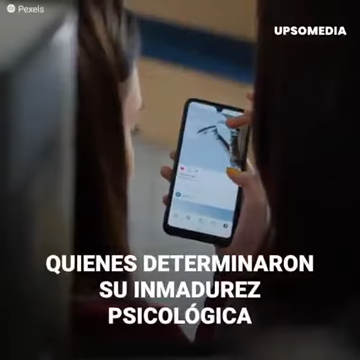 Pexels
UPSOMEDIA
QUIENES DETERMINARON
SU INMADUREZ
PSICOLÓGICA